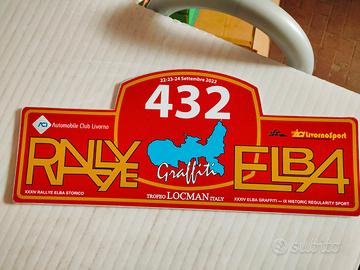 22-23-24 Settembre 2022
432
ACI Automobile Club Livorno
LivornoSport
RALLYE ELBA
Graffiti
XXXIV RALLYE ELBA STORICO
TROFEO LOCMAN ITALY
XXXIV ELBA GRAFFITI — IX HISTORIC REGULARITY SPORT
subito